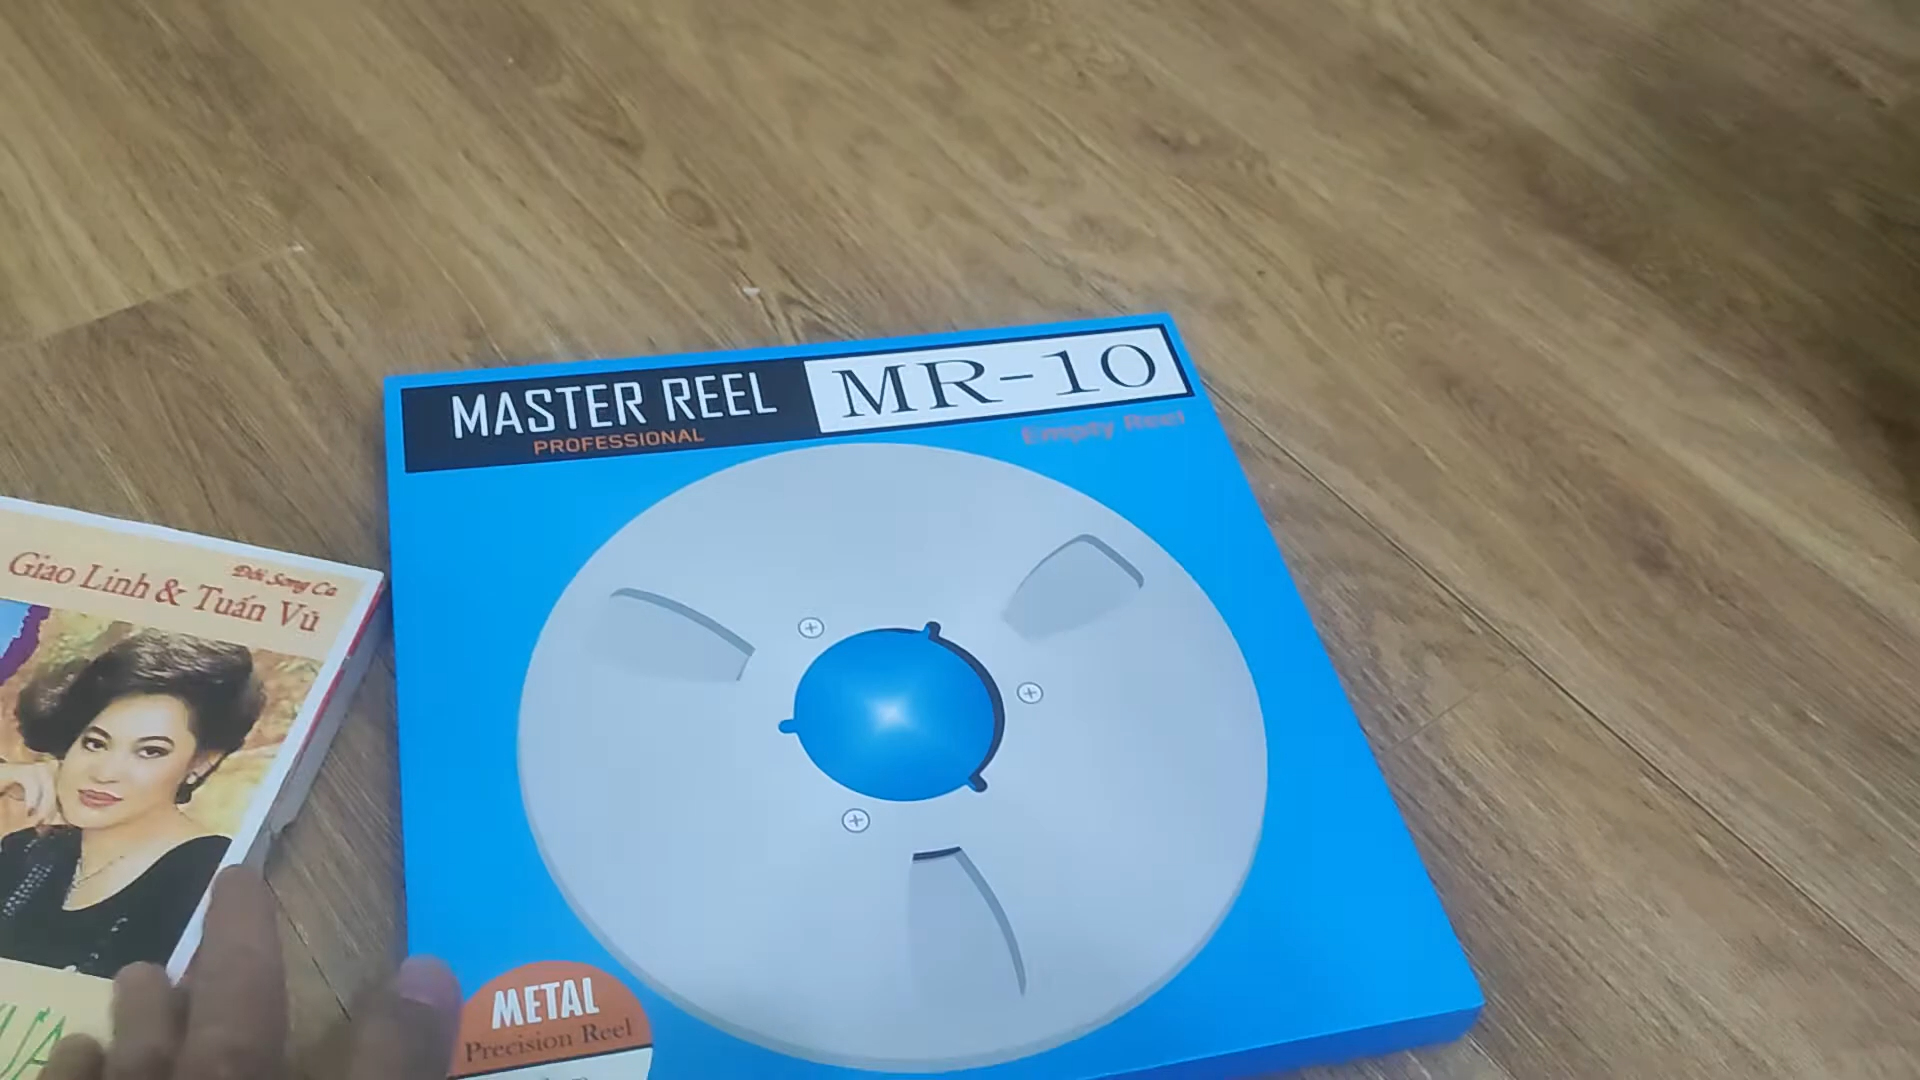 MASTER REEL
PROFESSIONAL
MR-10
Empty Reel
Đôi Song Ca
Giao Linh & Tuấn Vũ
METAL
Precision Reel